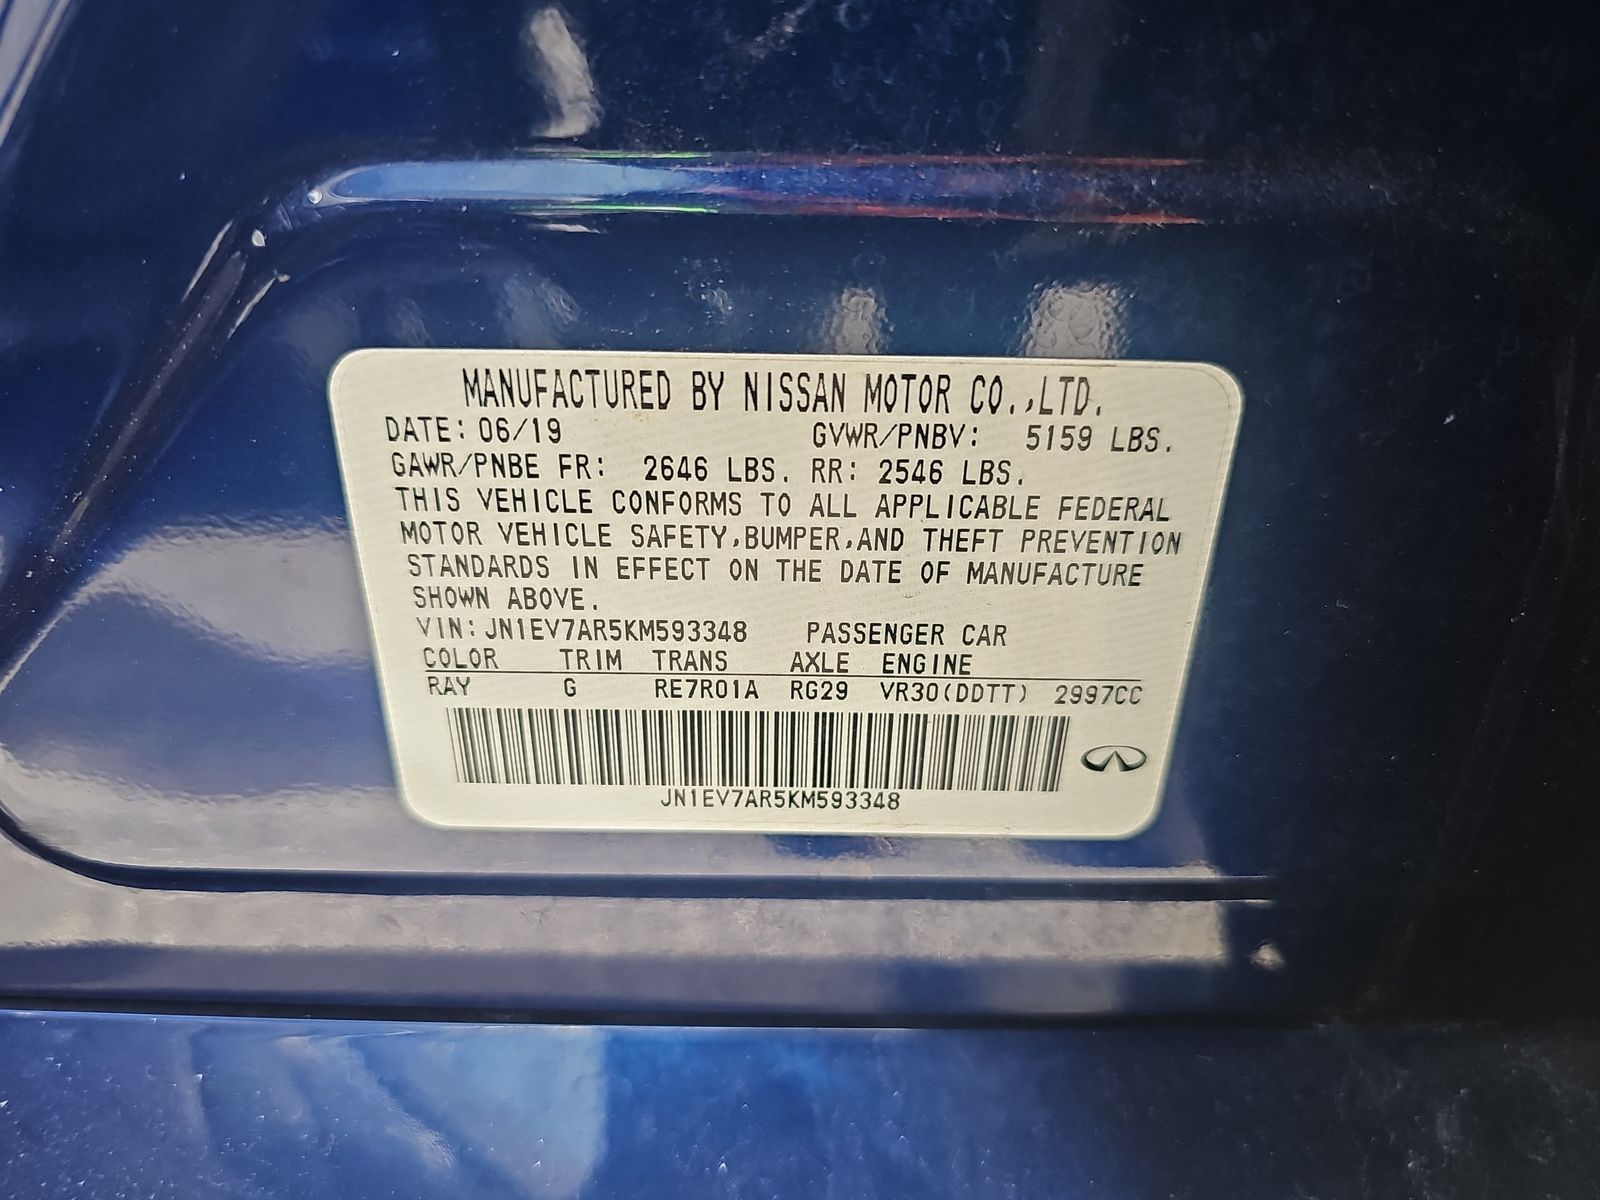 MANUFACTURED BY NISSAN MOTOR CO.,LTD.
DATE: 06/19 GVWR/PNBV: 5159 LBS.
GAWR/PNBE FR: 2646 LBS. RR: 2546 LBS.
THIS VEHICLE CONFORMS TO ALL APPLICABLE FEDERAL
MOTOR VEHICLE SAFETY,BUMPER,AND THEFT PREVENTION
STANDARDS IN EFFECT ON THE DATE OF MANUFACTURE
SHOWN ABOVE.
VIN: JN1EV7AR5KM593348 PASSENGER CAR
COLOR TRIM TRANS AXLE ENGINE
RAY G RE7R01A RG29 VR30(DDTT) 2997CC
JN1EV7AR5KM593348